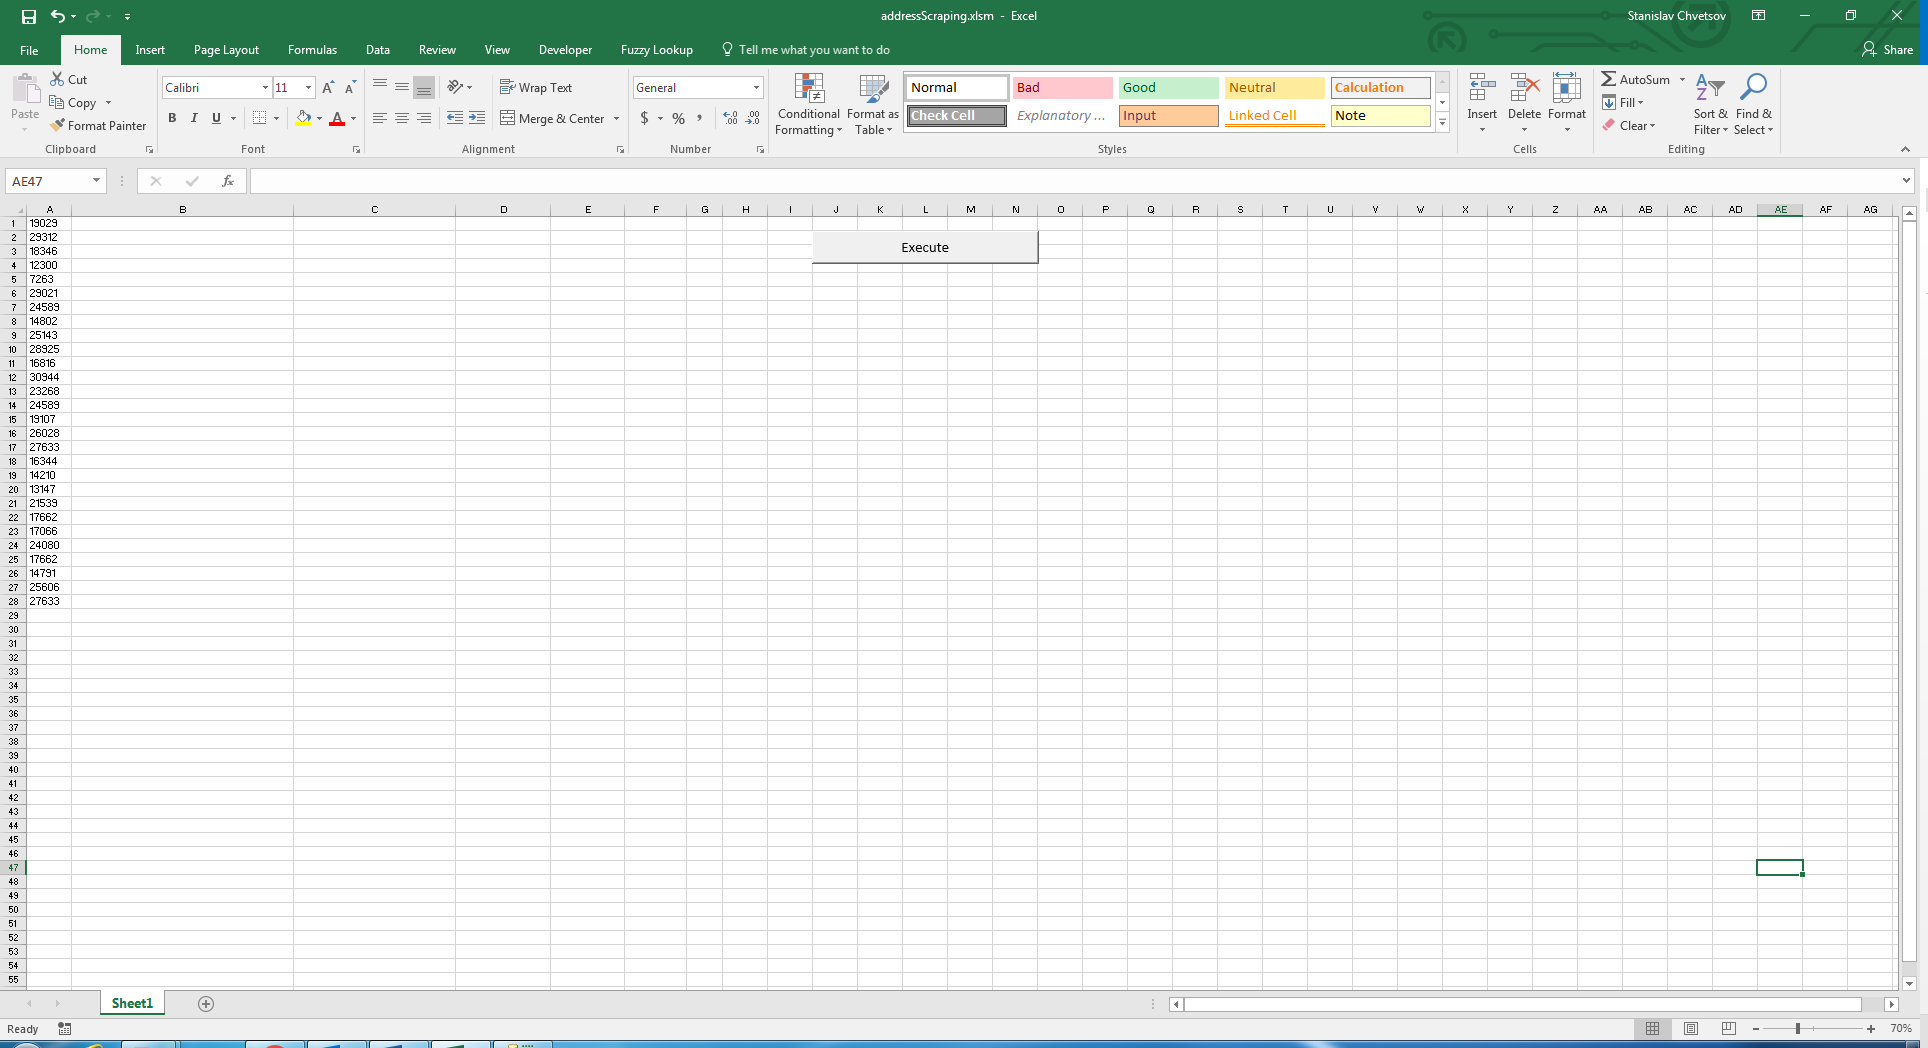 addressScraping.xlsm - Excel
Stanislav Chvetsov
File Home Insert Page Layout Formulas Data Review View Developer Fuzzy Lookup Tell me what you want to do Share
Paste
Cut
Copy
Format Painter
Clipboard
Calibri 11
B I U
Font
Wrap Text
Merge & Center
Alignment
General
$ % ,
Number
Conditional Formatting
Format as Table
Normal Bad Good Neutral Calculation
Check Cell Explanatory ... Input Linked Cell Note
Styles
Insert Delete Format
Cells
AutoSum
Fill
Clear
Sort & Filter
Find & Select
Editing
AE47 fx
A B C D E F G H I J K L M N O P Q R S T U V W X Y Z AA AB AC AD AE AF AG
1 19029
Execute
2 29312
3 18346
4 12300
5 7263
6 29021
7 24589
8 14802
9 25143
10 28925
11 16816
12 30944
13 23268
14 24589
15 19107
16 26028
17 27633
18 16344
19 14210
20 13147
21 21539
22 17662
23 17066
24 24080
25 17662
26 14791
27 25606
28 27633
29
30
31
32
33
34
35
36
37
38
39
40
41
42
43
44
45
46
47
48
49
50
51
52
53
54
55
Sheet1
Ready
70%